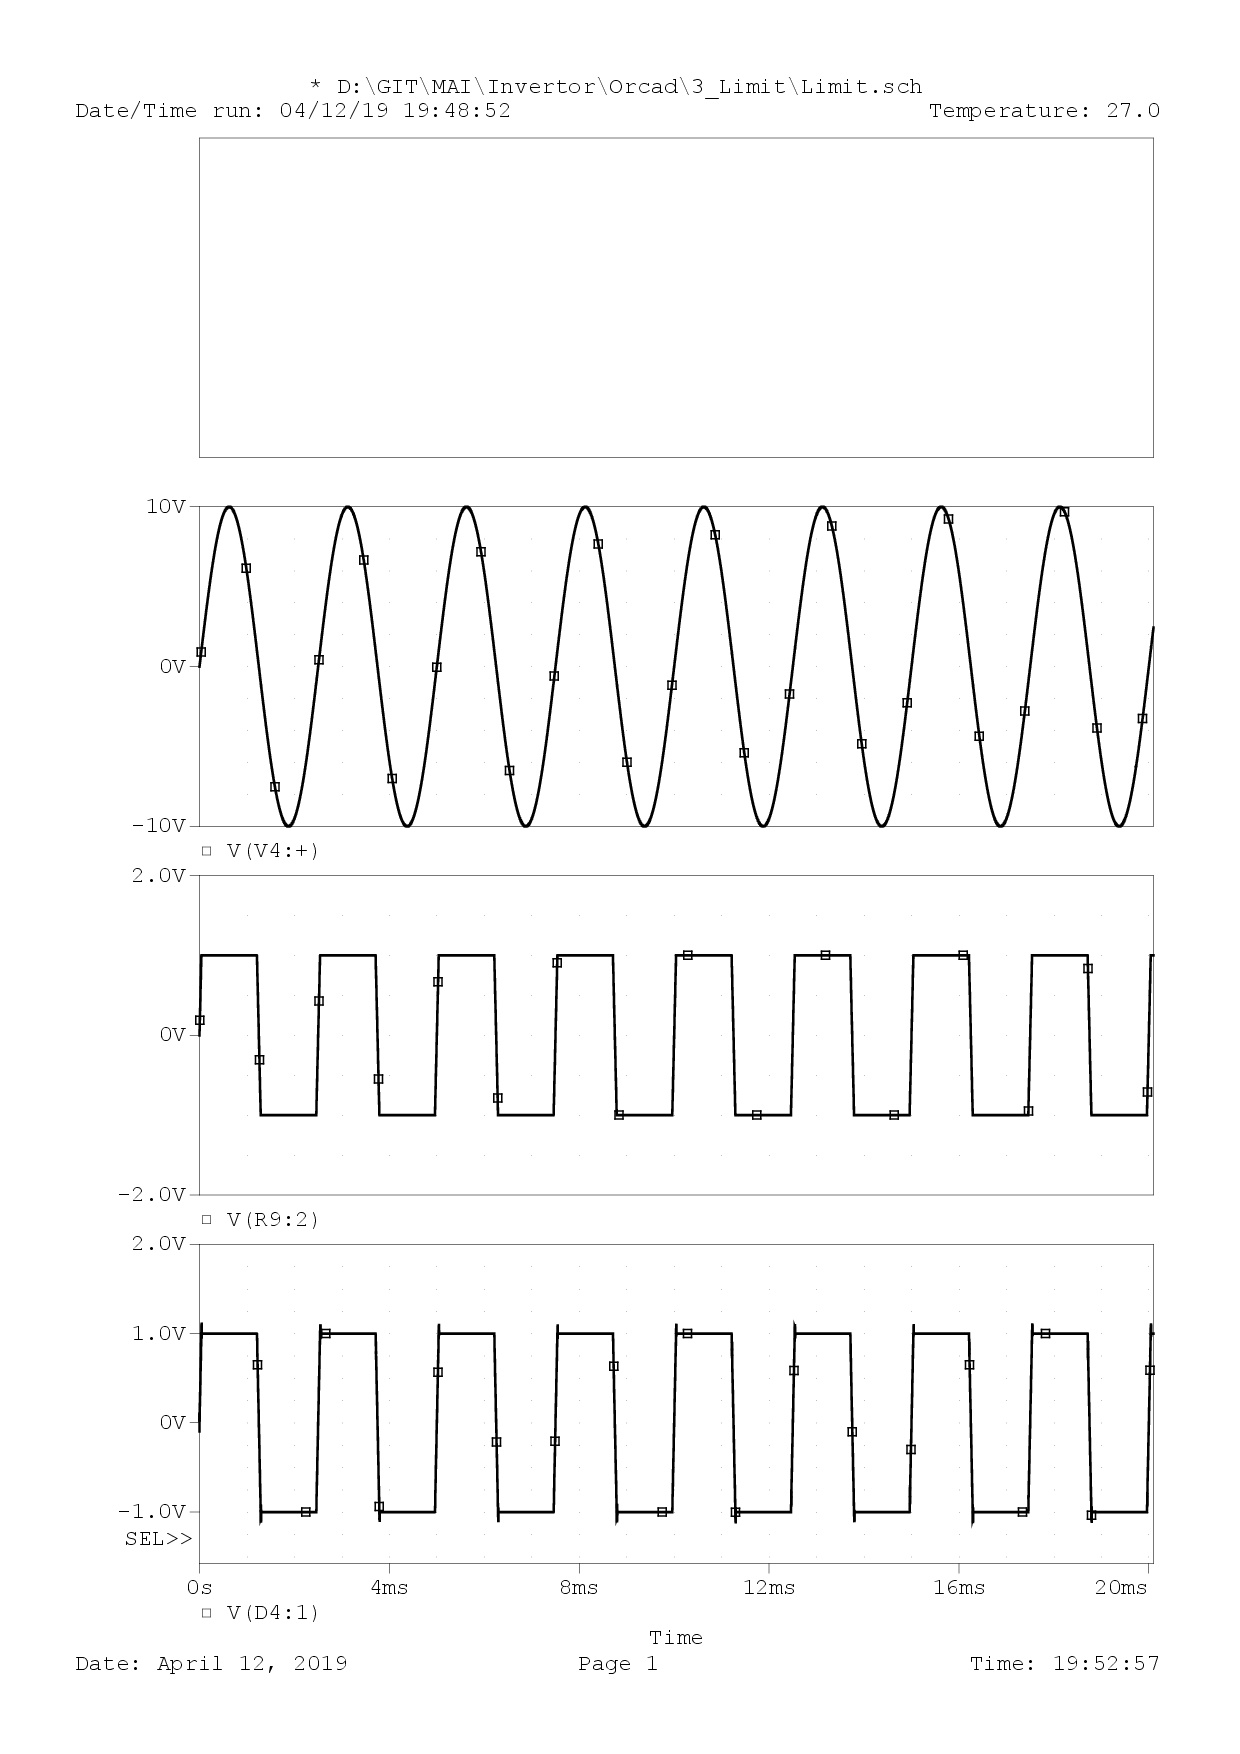 * D:\GIT\MAI\Invertor\Orcad\3_Limit\Limit.sch
Date/Time run: 04/12/19 19:48:52 Temperature: 27.0
10V
0V
-10V
V(V4:+)
2.0V
0V
-2.0V
V(R9:2)
2.0V
1.0V
0V
-1.0V
SEL>>
0s 4ms 8ms 12ms 16ms 20ms
V(D4:1)
Time
Date: April 12, 2019 Page 1 Time: 19:52:57